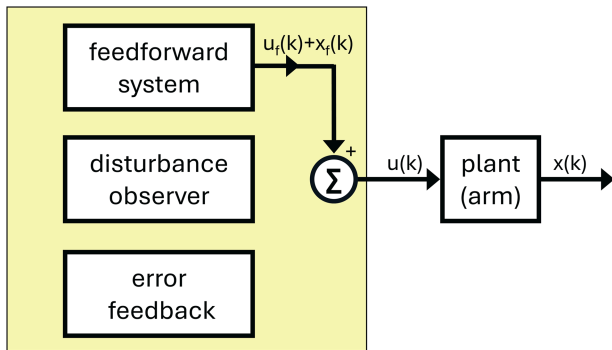 feedforward
system
u_f(k)+x_f(k)
disturbance
observer
+
Σ
u(k)
plant
(arm)
x(k)
error
feedback